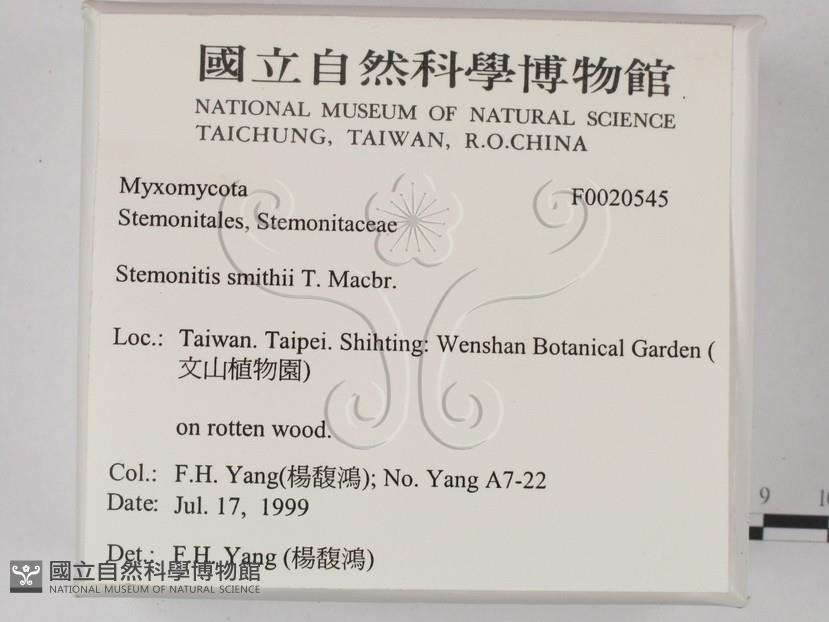 國立自然科學博物館
NATIONAL MUSEUM OF NATURAL SCIENCE
TAICHUNG, TAIWAN, R.O.CHINA
Myxomycota F0020545
Stemonitales, Stemonitaceae
Stemonitis smithii T. Macbr.
Loc.: Taiwan. Taipei. Shihting: Wenshan Botanical Garden (
文山植物園)
on rotten wood.
Col.: F.H. Yang(楊馥鴻); No. Yang A7-22
Date: Jul. 17, 1999
Det.: F.H. Yang (楊馥鴻)
9 10
國立自然科學博物館
NATIONAL MUSEUM OF NATURAL SCIENCE